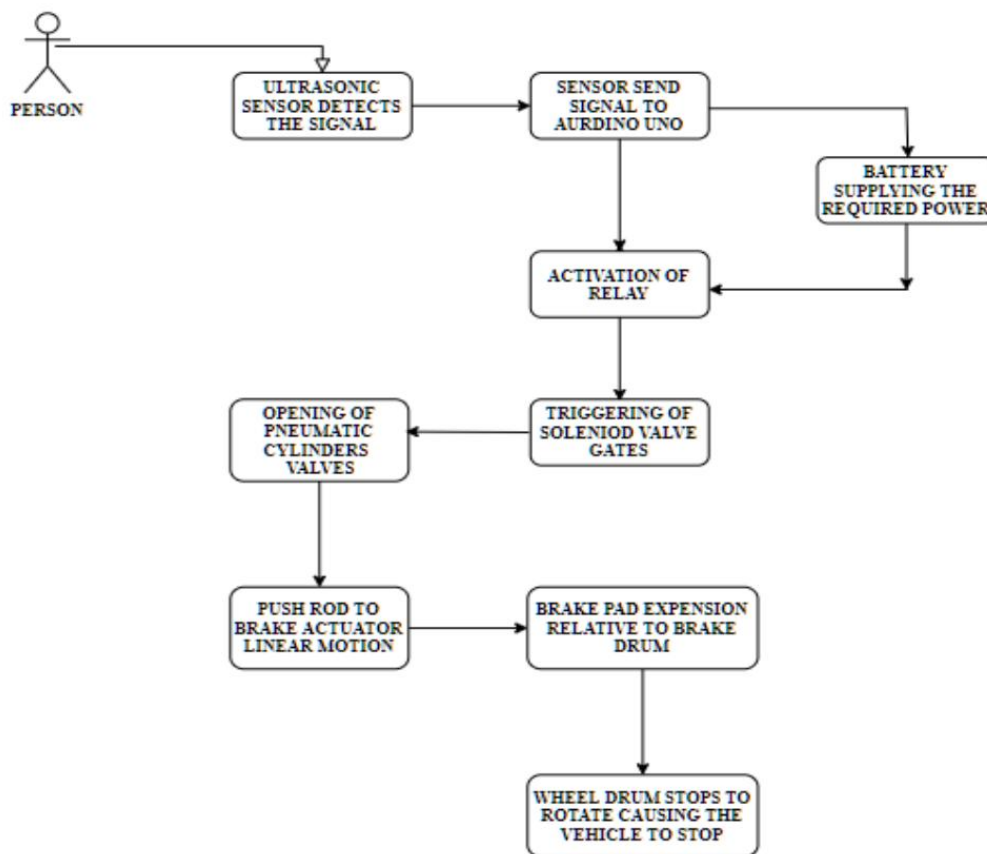 PERSON
ULTRASONIC
SENSOR DETECTS
THE SIGNAL
SENSOR SEND
SIGNAL TO
AURDINO UNO
BATTERY
SUPPLYING THE
REQUIRED POWER
ACTIVATION OF
RELAY
TRIGGERING OF
SOLENIOD VALVE
GATES
OPENING OF
PNEUMATIC
CYLINDERS
VALVES
PUSH ROD TO
BRAKE ACTUATOR
LINEAR MOTION
BRAKE PAD EXPENSION
RELATIVE TO BRAKE
DRUM
WHEEL DRUM STOPS TO
ROTATE CAUSING THE
VEHICLE TO STOP